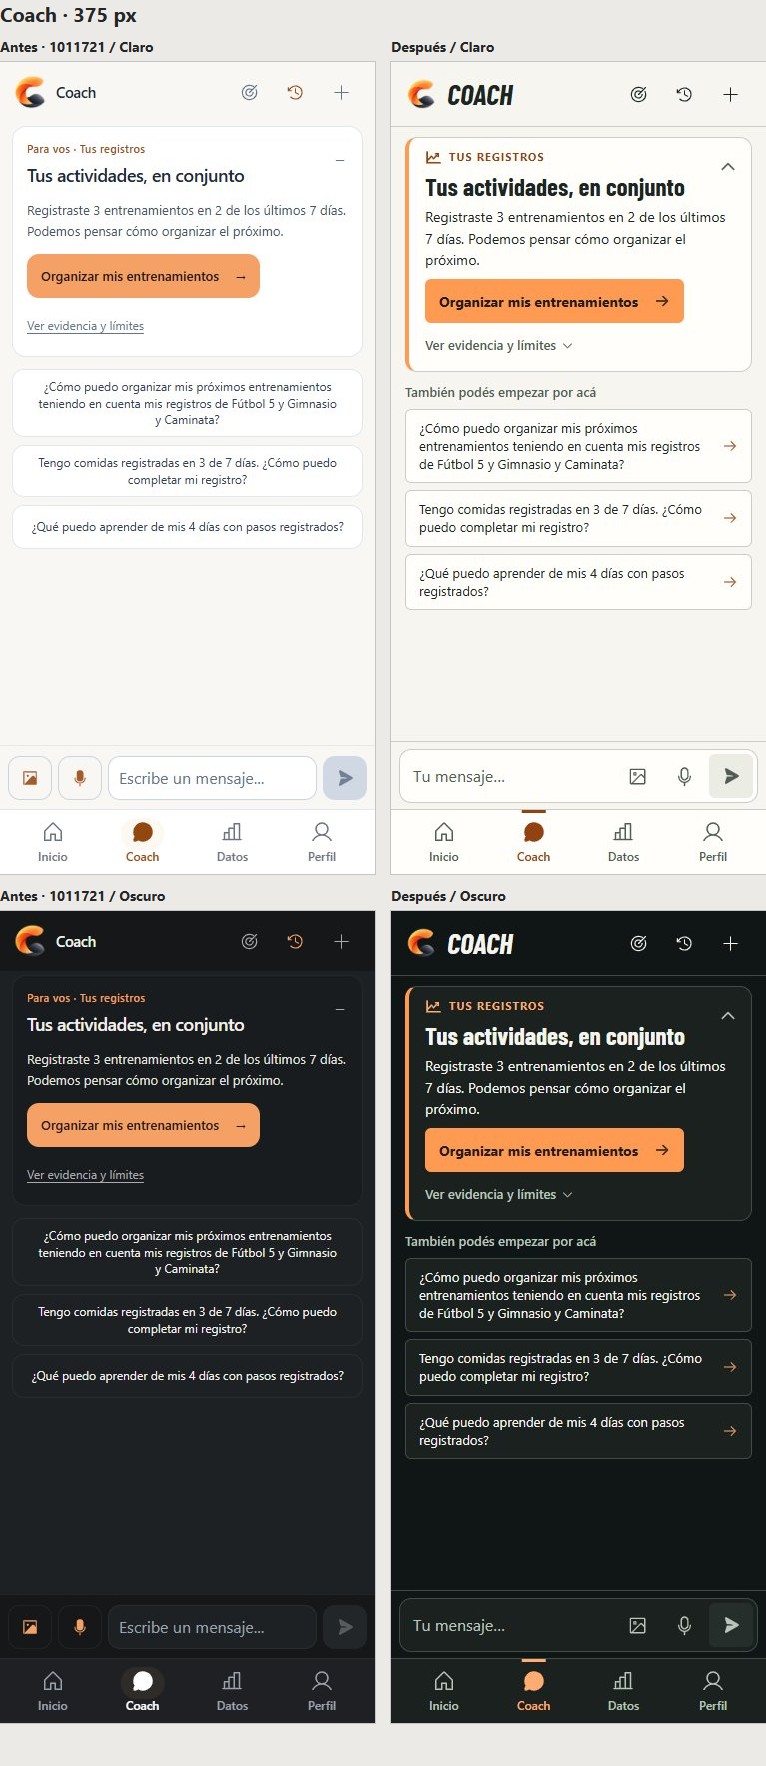 Coach · 375 px
Antes · 1011721 / Claro
Coach
Para vos · Tus registros
Tus actividades, en conjunto
Registraste 3 entrenamientos en 2 de los últimos 7 días.
Podemos pensar cómo organizar el próximo.
Organizar mis entrenamientos →
Ver evidencia y límites
¿Cómo puedo organizar mis próximos entrenamientos
teniendo en cuenta mis registros de Fútbol 5 y Gimnasio
y Caminata?
Tengo comidas registradas en 3 de 7 días. ¿Cómo puedo
completar mi registro?
¿Qué puedo aprender de mis 4 días con pasos registrados?
Escribe un mensaje...
Inicio
Coach
Datos
Perfil
Después / Claro
COACH
TUS REGISTROS
Tus actividades, en conjunto
Registraste 3 entrenamientos en 2 de los últimos
7 días. Podemos pensar cómo organizar el
próximo.
Organizar mis entrenamientos →
Ver evidencia y límites
También podés empezar por acá
¿Cómo puedo organizar mis próximos
entrenamientos teniendo en cuenta mis registros
de Fútbol 5 y Gimnasio y Caminata?
Tengo comidas registradas en 3 de 7 días. ¿Cómo
puedo completar mi registro?
¿Qué puedo aprender de mis 4 días con pasos
registrados?
Tu mensaje...
Inicio
Coach
Datos
Perfil
Antes · 1011721 / Oscuro
Coach
Para vos · Tus registros
Tus actividades, en conjunto
Registraste 3 entrenamientos en 2 de los últimos 7 días.
Podemos pensar cómo organizar el próximo.
Organizar mis entrenamientos →
Ver evidencia y límites
¿Cómo puedo organizar mis próximos entrenamientos
teniendo en cuenta mis registros de Fútbol 5 y Gimnasio
y Caminata?
Tengo comidas registradas en 3 de 7 días. ¿Cómo puedo
completar mi registro?
¿Qué puedo aprender de mis 4 días con pasos registrados?
Escribe un mensaje...
Inicio
Coach
Datos
Perfil
Después / Oscuro
COACH
TUS REGISTROS
Tus actividades, en conjunto
Registraste 3 entrenamientos en 2 de los últimos
7 días. Podemos pensar cómo organizar el
próximo.
Organizar mis entrenamientos →
Ver evidencia y límites
También podés empezar por acá
¿Cómo puedo organizar mis próximos
entrenamientos teniendo en cuenta mis registros
de Fútbol 5 y Gimnasio y Caminata?
Tengo comidas registradas en 3 de 7 días. ¿Cómo
puedo completar mi registro?
¿Qué puedo aprender de mis 4 días con pasos
registrados?
Tu mensaje...
Inicio
Coach
Datos
Perfil